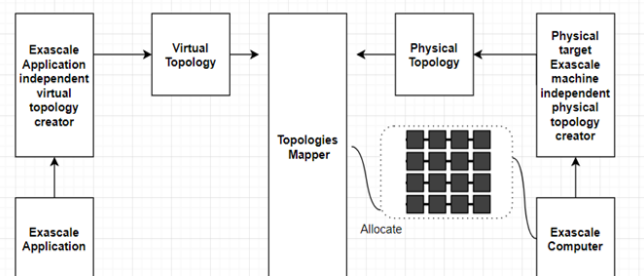 Exascale
Application
independent
virtual
topology
creator
Virtual
Topology
Topologies
Mapper
Physical
Topology
Physical
target
Exascale
machine
independent
physical
topology
creator
Allocate
Exascale
Application
Exascale
Computer